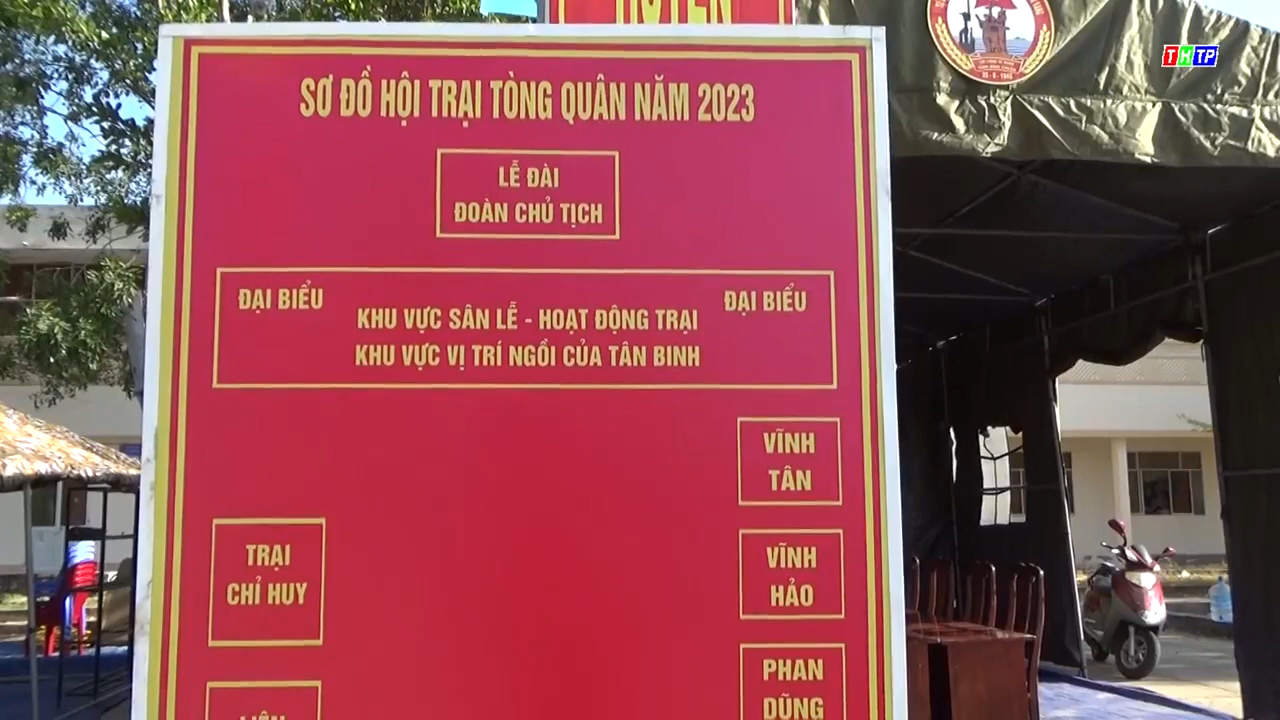 HUYỆN
THTP
SƠ ĐỒ HỘI TRẠI TÒNG QUÂN NĂM 2023
LỄ ĐÀI
ĐOÀN CHỦ TỊCH
ĐẠI BIỂU
ĐẠI BIỂU
KHU VỰC SÂN LỄ - HOẠT ĐỘNG TRẠI
KHU VỰC VỊ TRÍ NGỒI CỦA TÂN BINH
VĨNH
TÂN
TRẠI
CHỈ HUY
VĨNH
HẢO
PHAN
DŨNG